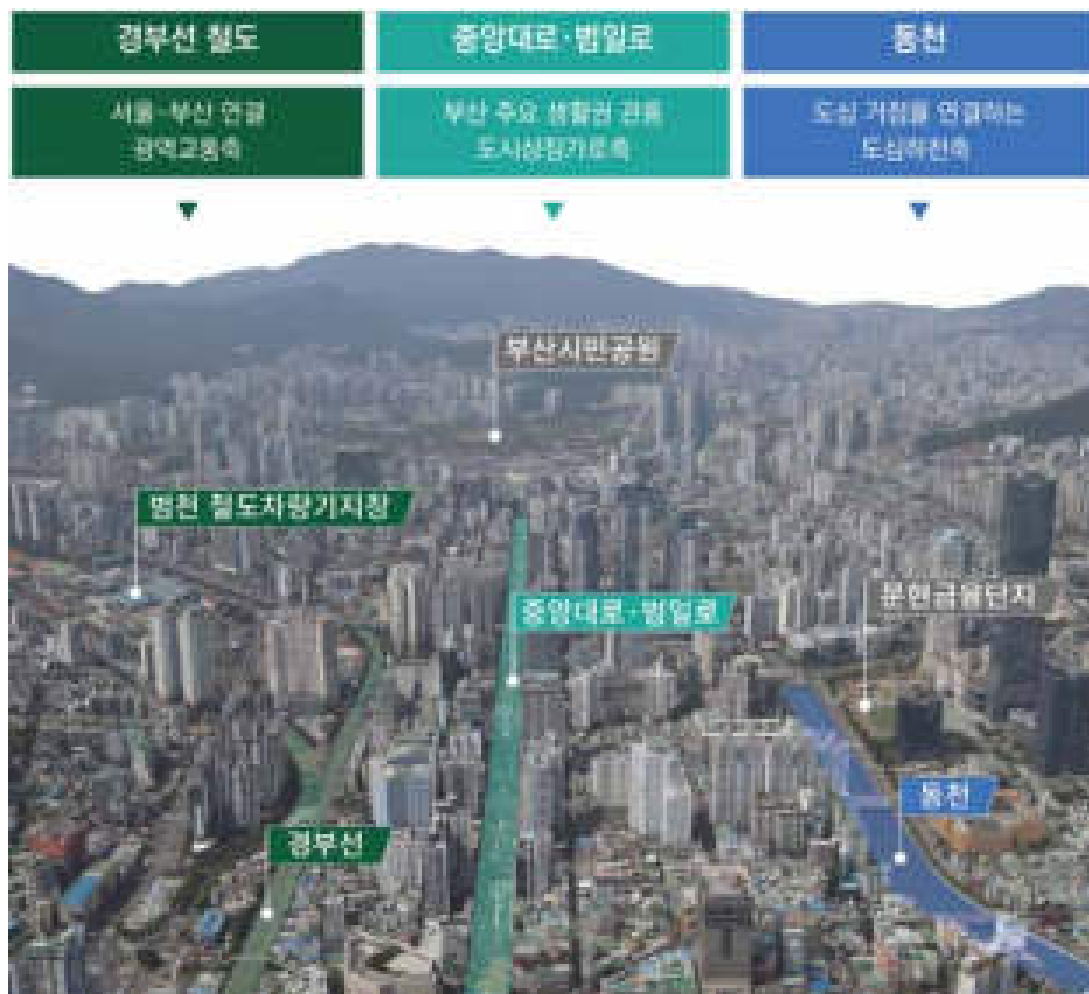 경부선 철도
중앙대로·범일로
동천
서울-부산 연결
광역교통축
부산 주요 생활권 관통
도시상징가로축
도심 거점을 연결하는
도심하천축
부산시민공원
범천 철도차량기지창
중앙대로·범일로
문현금융단지
동천
경부선